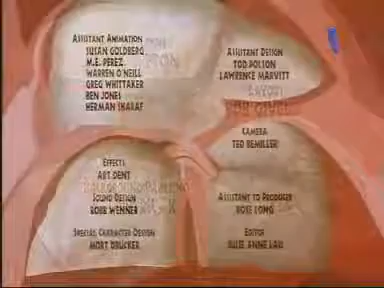 Assistant Animation
Susan Goldberg
M.E. Perez
Warren O'Neill
Greg Whittaker
Ben Jones
Herman Sharaf
Assistant Design
Tod Polson
Lawrence Marvitt
Layout
Camera
Ted Bemiller
Effects
Art Dent
Sound Design
Robb Wenner
Special Character Design
Mort Drucker
Assistant to Producer
Rose Long
Editor
Julie Anne Lau